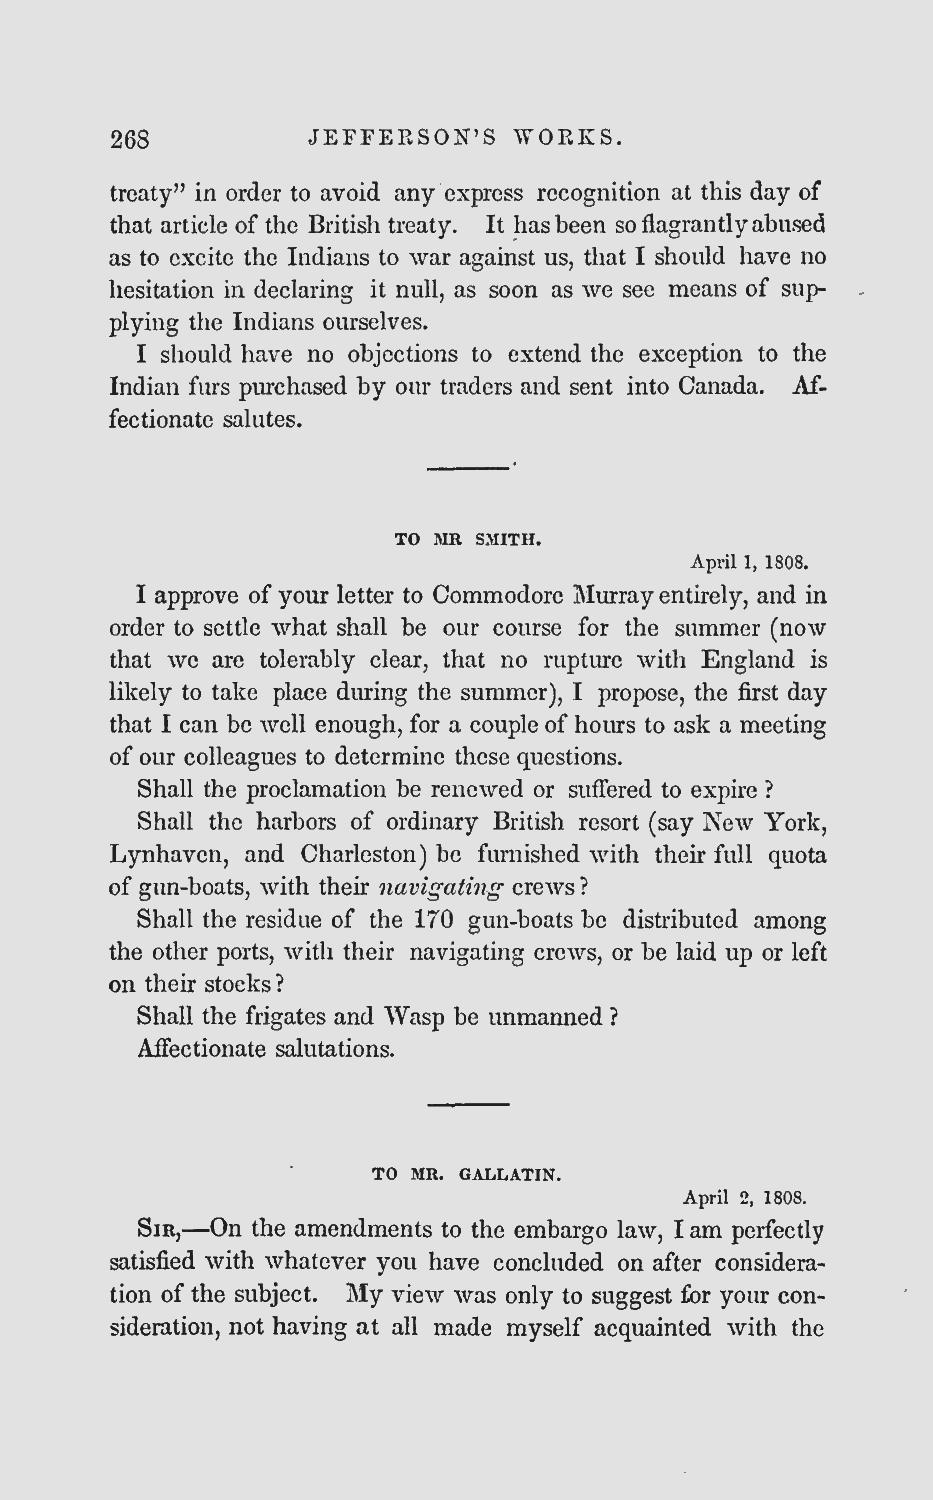 268 JEFFERSON'S WORKS.
treaty" in order to avoid any express recognition at this day of
that article of the British treaty. It has been so flagrantly abused
as to excite the Indians to war against us, that I should have no
hesitation in declaring it null, as soon as we see means of sup-
plying the Indians ourselves.
I should have no objections to extend the exception to the
Indian furs purchased by our traders and sent into Canada. Af-
fectionate salutes.
TO MR SMITH.
April 1, 1808.
I approve of your letter to Commodore Murray entirely, and in
order to settle what shall be our course for the summer (now
that we are tolerably clear, that no rupture with England is
likely to take place during the summer), I propose, the first day
that I can be well enough, for a couple of hours to ask a meeting
of our colleagues to determine these questions.
Shall the proclamation be renewed or suffered to expire?
Shall the harbors of ordinary British resort (say New York,
Lynhaven, and Charleston) be furnished with their full quota
of gun-boats, with their navigating crews?
Shall the residue of the 170 gun-boats be distributed among
the other ports, with their navigating crews, or be laid up or left
on their stocks?
Shall the frigates and Wasp be unmanned?
Affectionate salutations.
TO MR. GALLATIN.
April 2, 1808.
SIR,—On the amendments to the embargo law, I am perfectly
satisfied with whatever you have concluded on after considera-
tion of the subject. My view was only to suggest for your con-
sideration, not having at all made myself acquainted with the